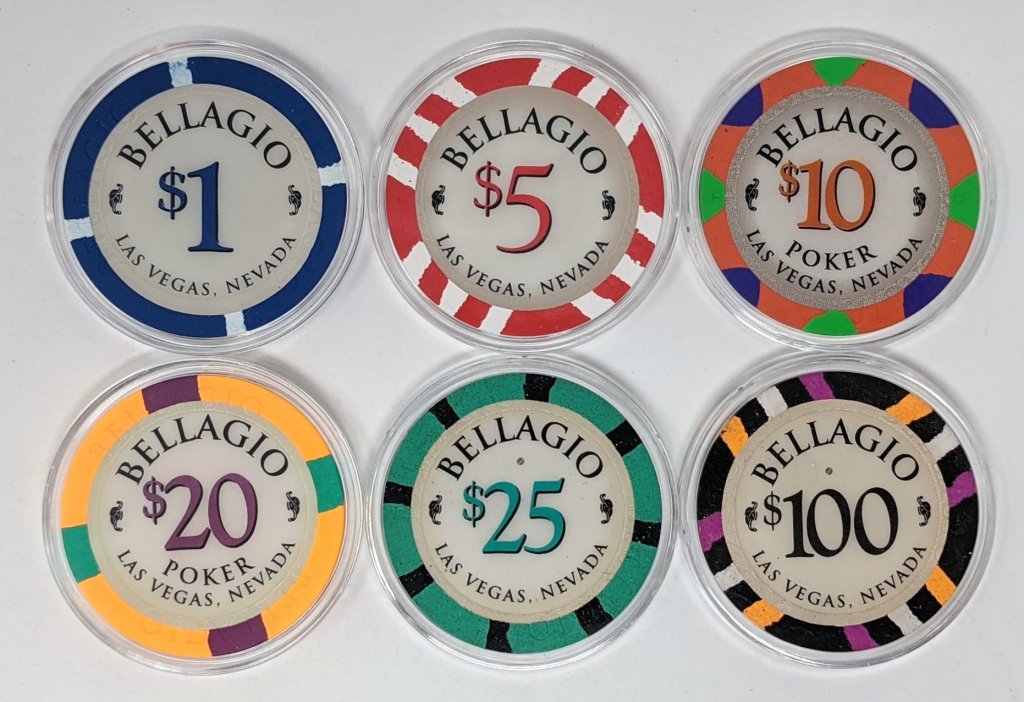 BELLAGIO
$1
LAS VEGAS, NEVADA
BELLAGIO
$5
LAS VEGAS, NEVADA
BELLAGIO
$10
POKER
LAS VEGAS, NEVADA
BELLAGIO
$20
POKER
LAS VEGAS, NEVADA
BELLAGIO
$25
LAS VEGAS, NEVADA
BELLAGIO
$100
LAS VEGAS, NEVADA